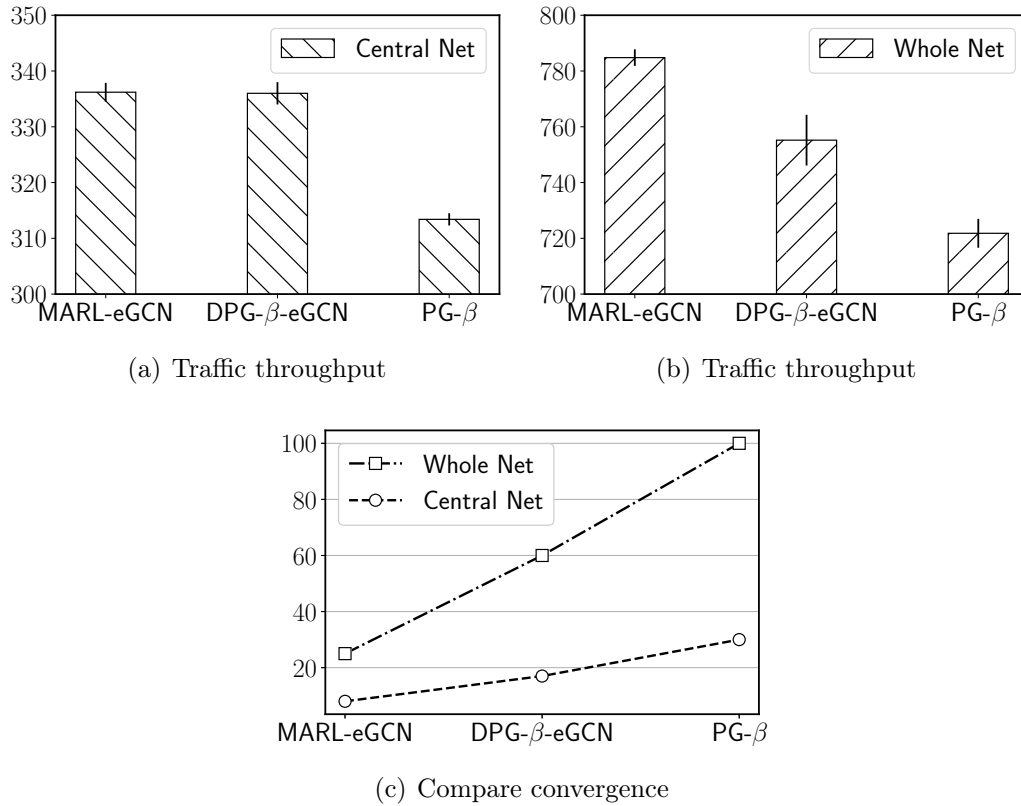 350
340
330
320
310
300
Central Net
MARL-eGCN DPG-β-eGCN PG-β
(a) Traffic throughput
800
780
760
740
720
700
Whole Net
MARL-eGCN DPG-β-eGCN PG-β
(b) Traffic throughput
100
80
60
40
20
Whole Net
Central Net
MARL-eGCN DPG-β-eGCN PG-β
(c) Compare convergence